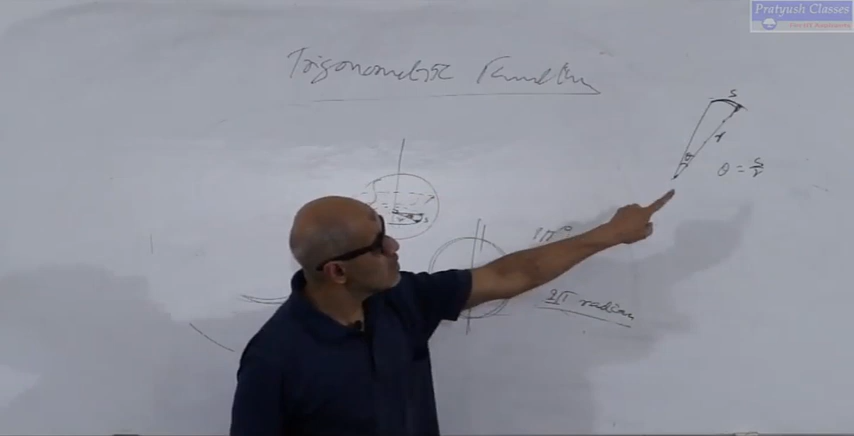 Pratyush Classes
Trigonometric Function
s
r
θ
θ = s/r
s
2π radian